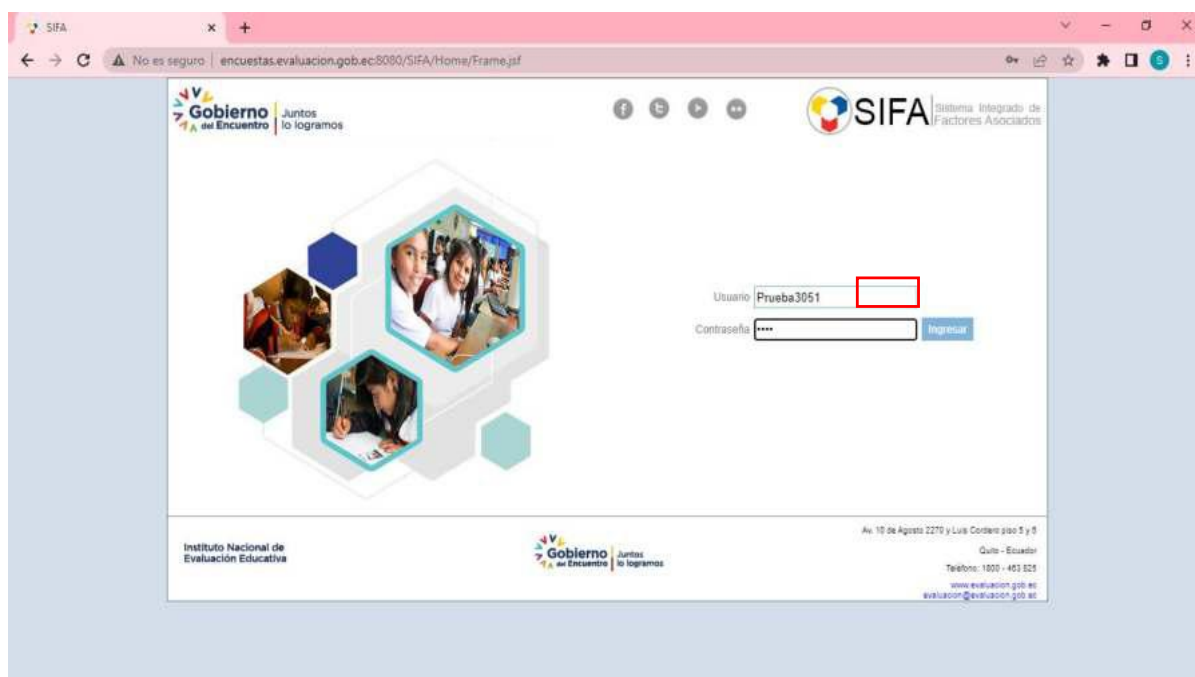 SIFA
No es seguro | encuestas.evaluacion.gob.ec:8080/SIFA/Home/Frame.jsf
S
Gobierno
del Encuentro
Juntos
lo logramos
SIFA
Sistema Integrado de
Factores Asociados
Usuario Prueba3051
Contraseña •••• Ingresar
Instituto Nacional de
Evaluación Educativa
Gobierno
del Encuentro
Juntos
lo logramos
Av. 10 de Agosto 2270 y Luis Cordero piso 5 y 6
Quito - Ecuador
Teléfono: 1800 - 463 525
www.evaluacion.gob.ec
evaluacion@evaluacion.gob.ec